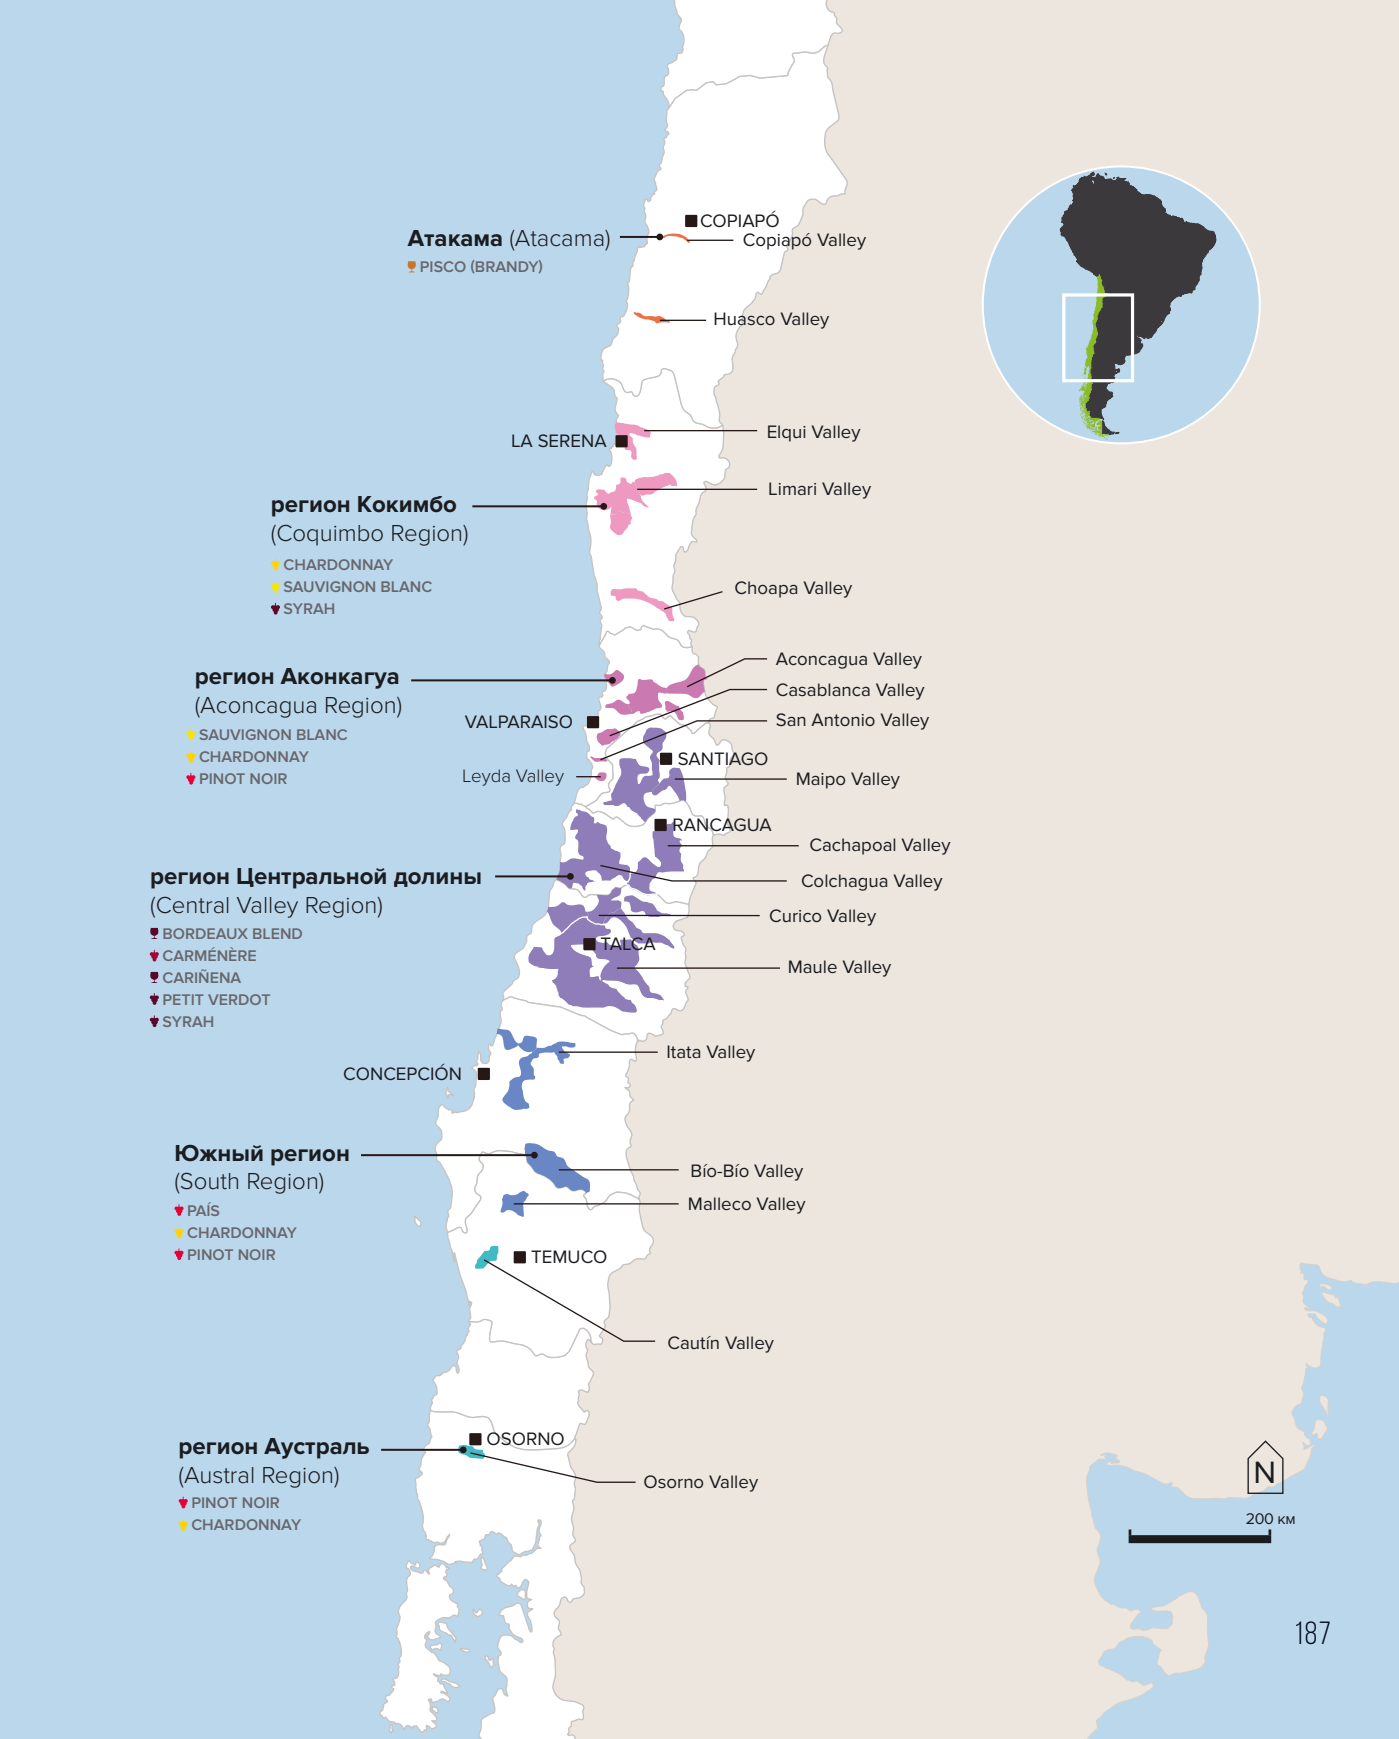 COPIAPÓ
Атакама (Atacama)
Copiapó Valley
PISCO (BRANDY)
Huasco Valley
Elqui Valley
LA SERENA
Limari Valley
регион Кокимбо
(Coquimbo Region)
CHARDONNAY
SAUVIGNON BLANC
SYRAH
Choapa Valley
Aconcagua Valley
регион Аконкагуа
(Aconcagua Region)
Casablanca Valley
VALPARAISO
San Antonio Valley
SAUVIGNON BLANC
CHARDONNAY
PINOT NOIR
SANTIAGO
Leyda Valley
Maipo Valley
RANCAGUA
Cachapoal Valley
регион Центральной долины
(Central Valley Region)
Colchagua Valley
Curico Valley
BORDEAUX BLEND
CARMÉNÈRE
CARIÑENA
PETIT VERDOT
SYRAH
TALCA
Maule Valley
Itata Valley
CONCEPCIÓN
Южный регион
(South Region)
PAÍS
CHARDONNAY
PINOT NOIR
Bío-Bío Valley
Malleco Valley
TEMUCO
Cautín Valley
OSORNO
регион Аустраль
(Austral Region)
PINOT NOIR
CHARDONNAY
Osorno Valley
N
200 км
187